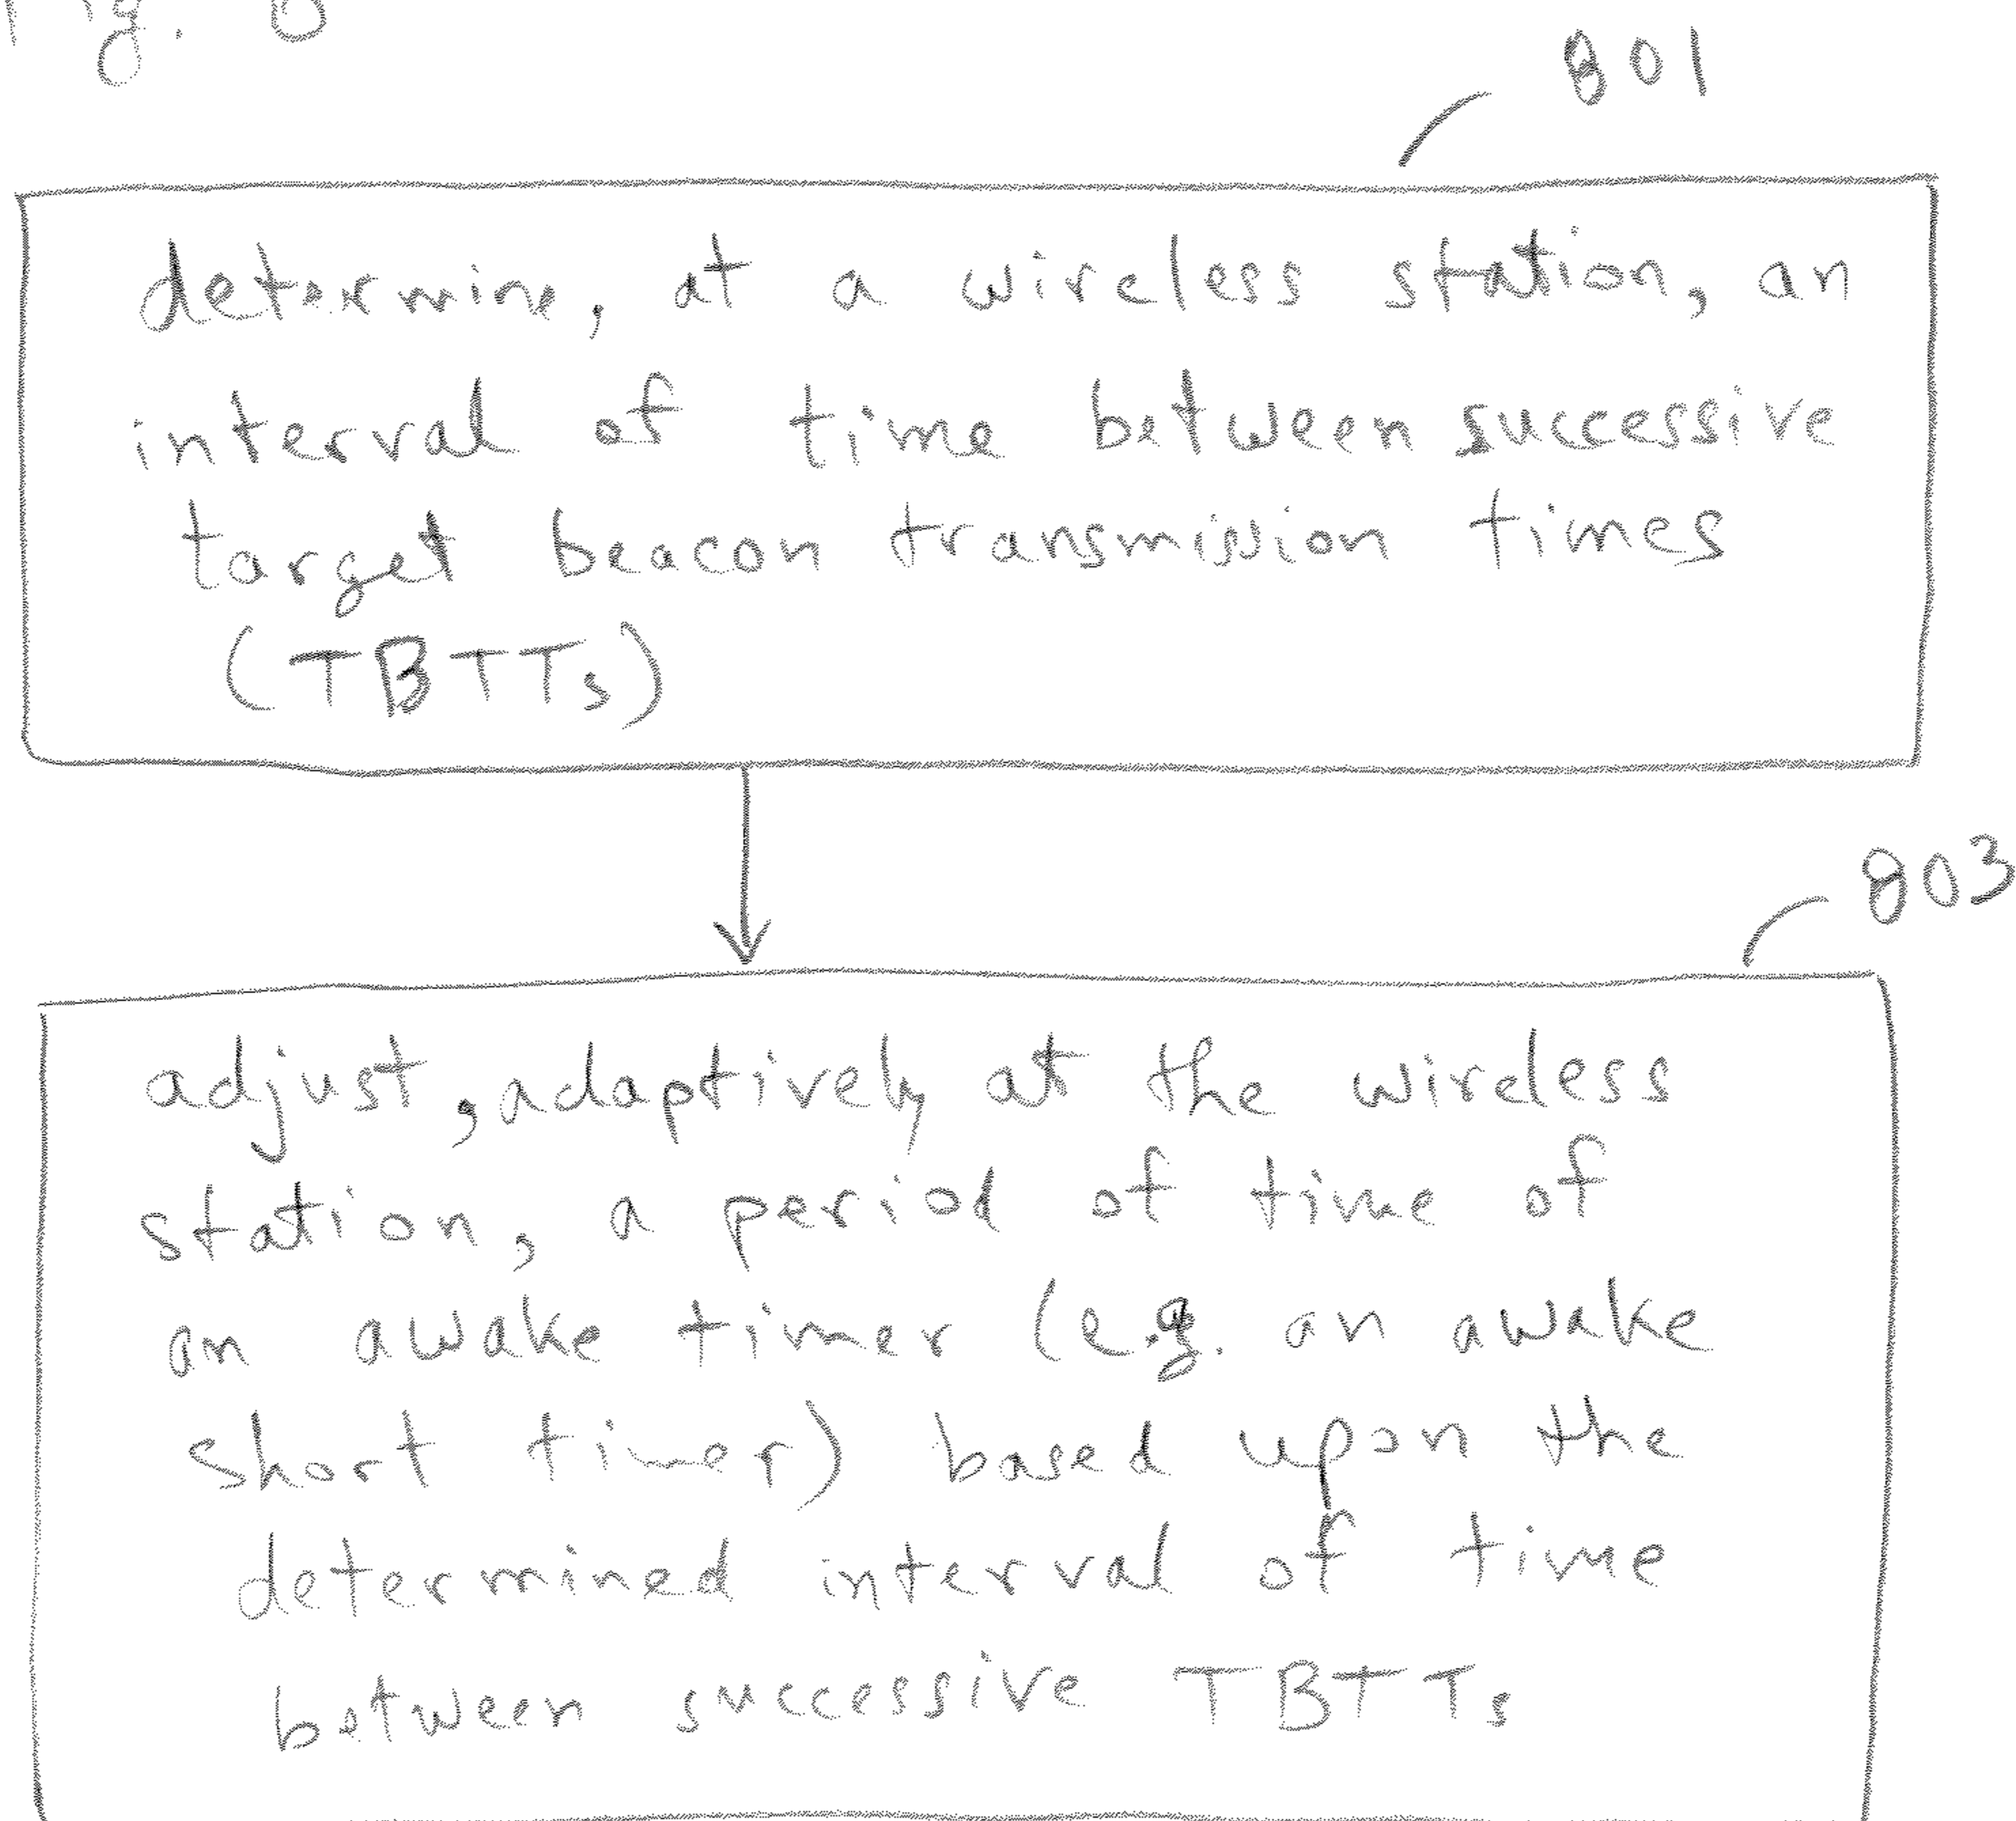 Fig. 8
801
determine, at a wireless station, an
interval of time between successive
target beacon transmission times
(TBTTs)
803
adjust, adaptively at the wireless
station, a period of time of
an awake timer (e.g. an awake
short timer) based upon the
determined interval of time
between successive TBTTs